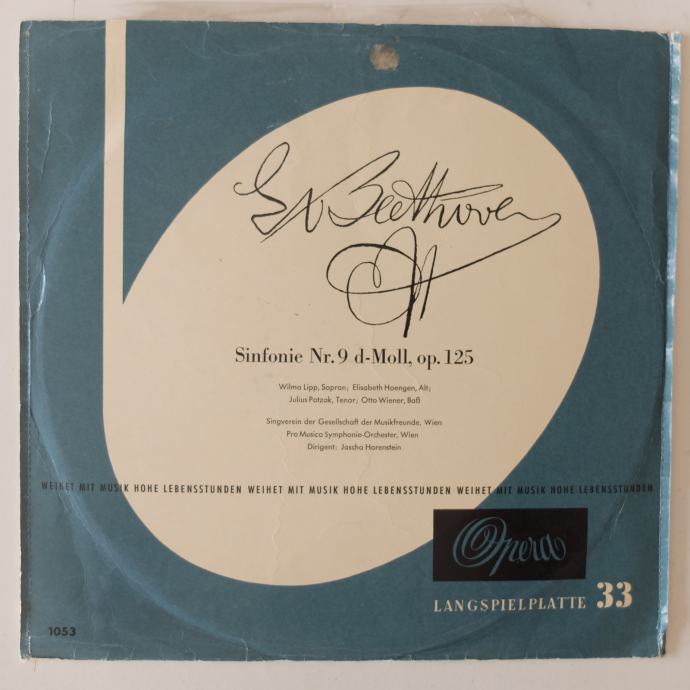 L v Beethoven
Sinfonie Nr. 9 d-Moll, op. 125
Wilma Lipp, Sopran; Elisabeth Hoengen, Alt;
Julius Patzak, Tenor; Otto Wiener, Baß
Singverein der Gesellschaft der Musikfreunde, Wien
Pro Musica Symphonie-Orchester, Wien
Dirigent: Jascha Horenstein
WEIHET MIT MUSIK HOHE LEBENSSTUNDEN WEIHET MIT MUSIK HOHE LEBENSSTUNDEN WEIHET MIT MUSIK HOHE LEBENSSTUNDEN
Opera
LANGSPIELPLATTE 33
1053